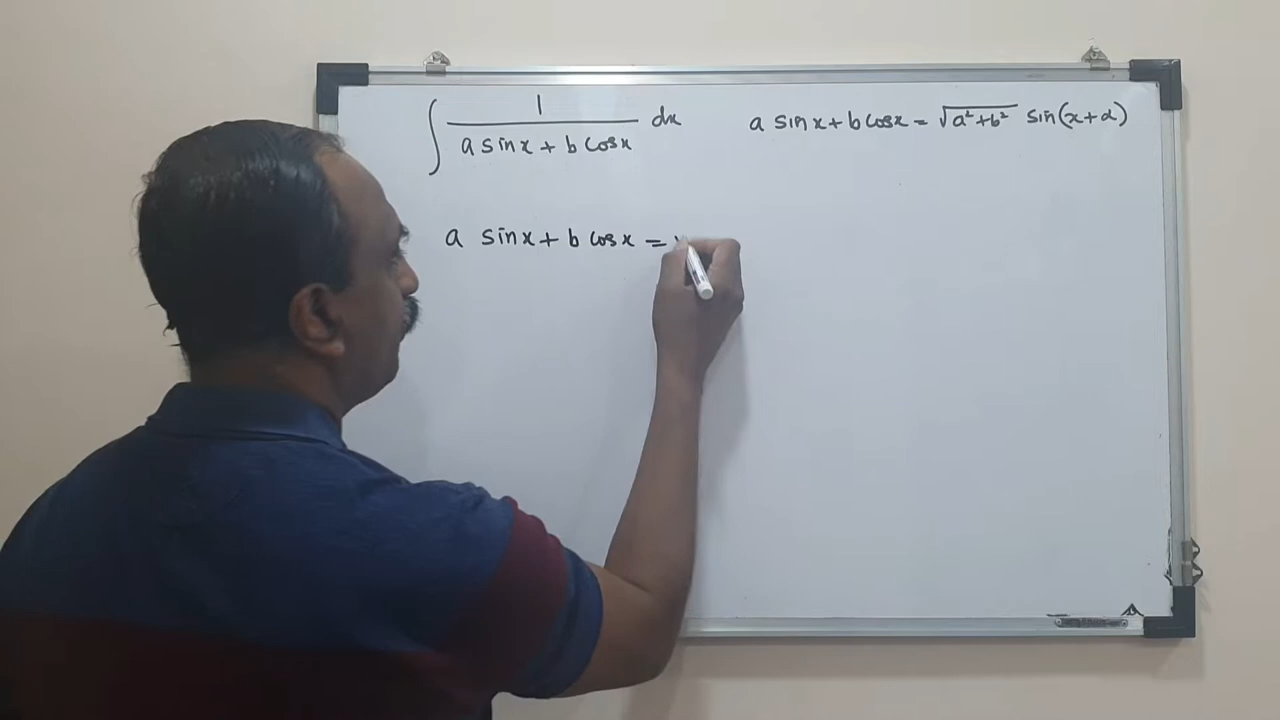 ∫ 1 / (a sinx + b cosx) dx
a sinx + b cosx = √(a² + b²) sin(x+α)
a sinx + b cosx =